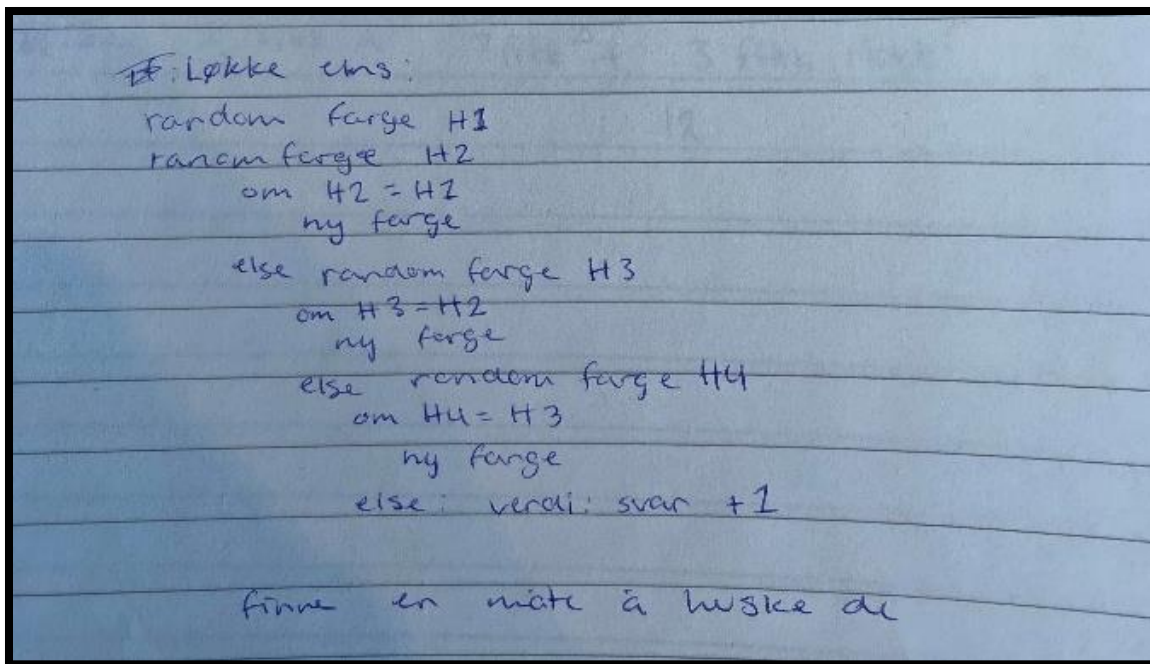 Løkke elns:
random farge H1
ranom farge H2
om H2 = H1
ny farge
else random farge H3
om H3 = H2
ny farge
else random farge H4
om H4 = H3
ny farge
else: verdi: svar +1
finne en måte å huske de